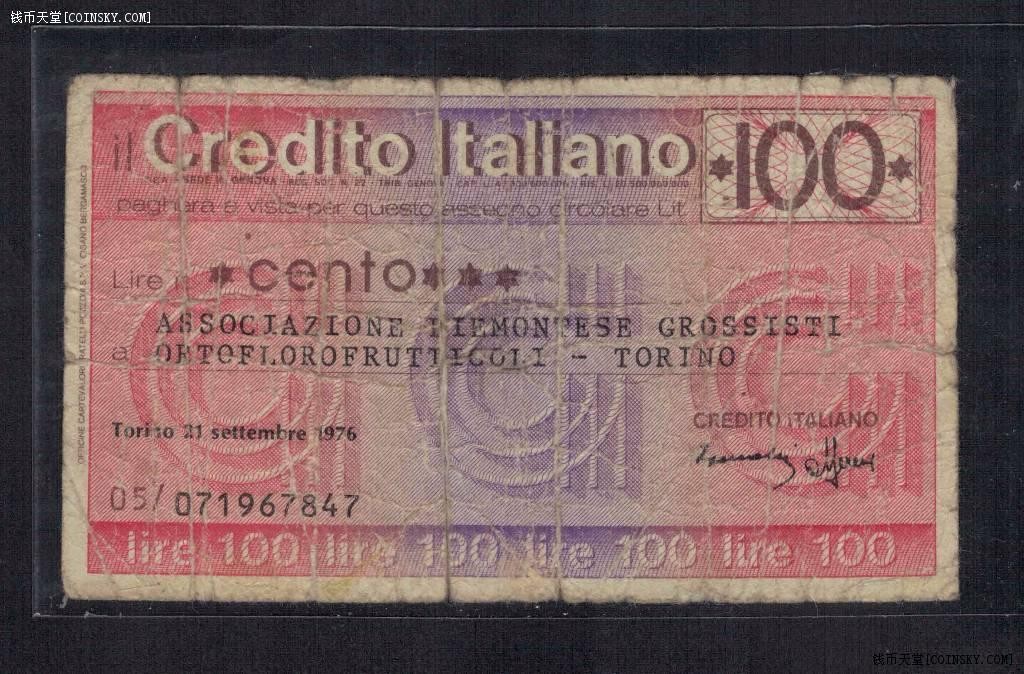 钱币天堂[COINSKY.COM]
il Credito Italiano
*100*
pagherà a vista per questo assegno circolare Lit.
Lire *cento***
ASSOCIAZIONE PIEMONTESE GROSSISTI
a ORTOFLOROFRUTTICOLI - TORINO
CREDITO ITALIANO
Torino 21 settembre 1976
05/071967847
lire 100 lire 100 lire 100 lire 100
钱币天堂[COINSKY.COM]